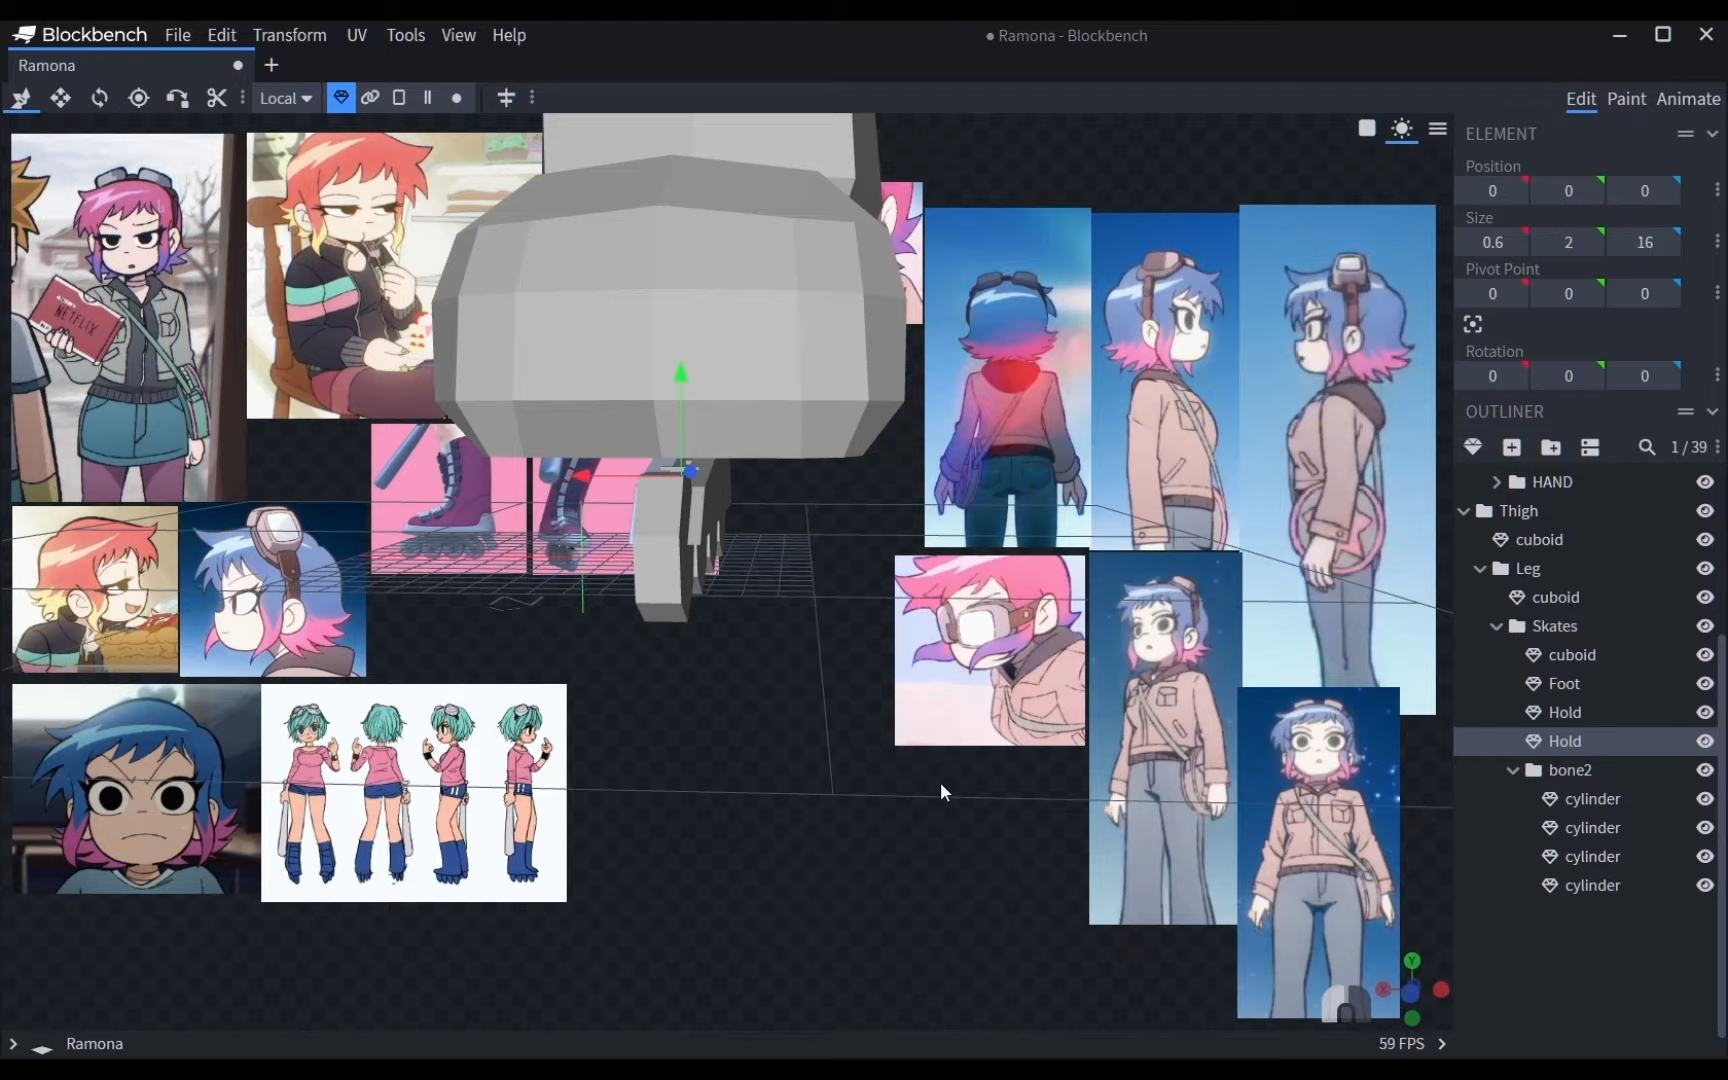 Blockbench File Edit Transform UV Tools View Help
Ramona - Blockbench
Ramona
Local
Edit Paint Animate
ELEMENT
Position
0 0 0
Size
0.6 2 16
Pivot Point
0 0 0
Rotation
0 0 0
OUTLINER
1/39
HAND
Thigh
cuboid
Leg
cuboid
Skates
cuboid
Foot
Hold
Hold
bone2
cylinder
cylinder
cylinder
cylinder
NETFLIX
Y
X
Ramona
59 FPS